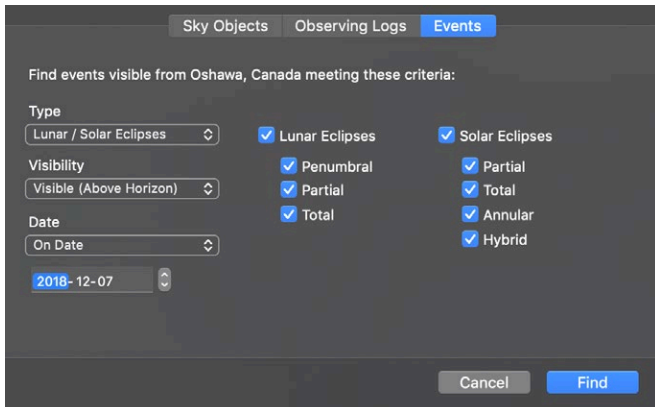 Sky Objects Observing Logs Events
Find events visible from Oshawa, Canada meeting these criteria:
Type
Lunar / Solar Eclipses
Lunar Eclipses
Solar Eclipses
Visibility
Penumbral
Partial
Visible (Above Horizon)
Partial
Total
Date
Total
Annular
On Date
Hybrid
2018-12-07
Cancel Find